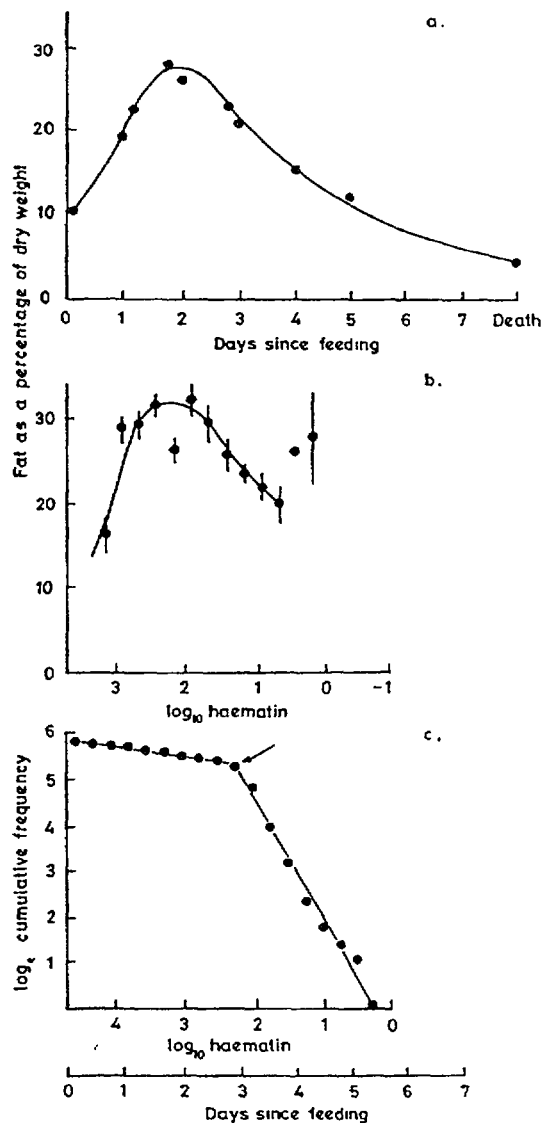 a.
30
20
10
0
0 1 2 3 4 5 6 7 Death
Days since feeding
Fat as a percentage of dry weight
b.
30
20
10
0
3 2 1 0 -1
log10 haematin
c.
6
5
4
3
2
1
loge cumulative frequency
4 3 2 1 0
log10 haematin
0 1 2 3 4 5 6 7
Days since feeding